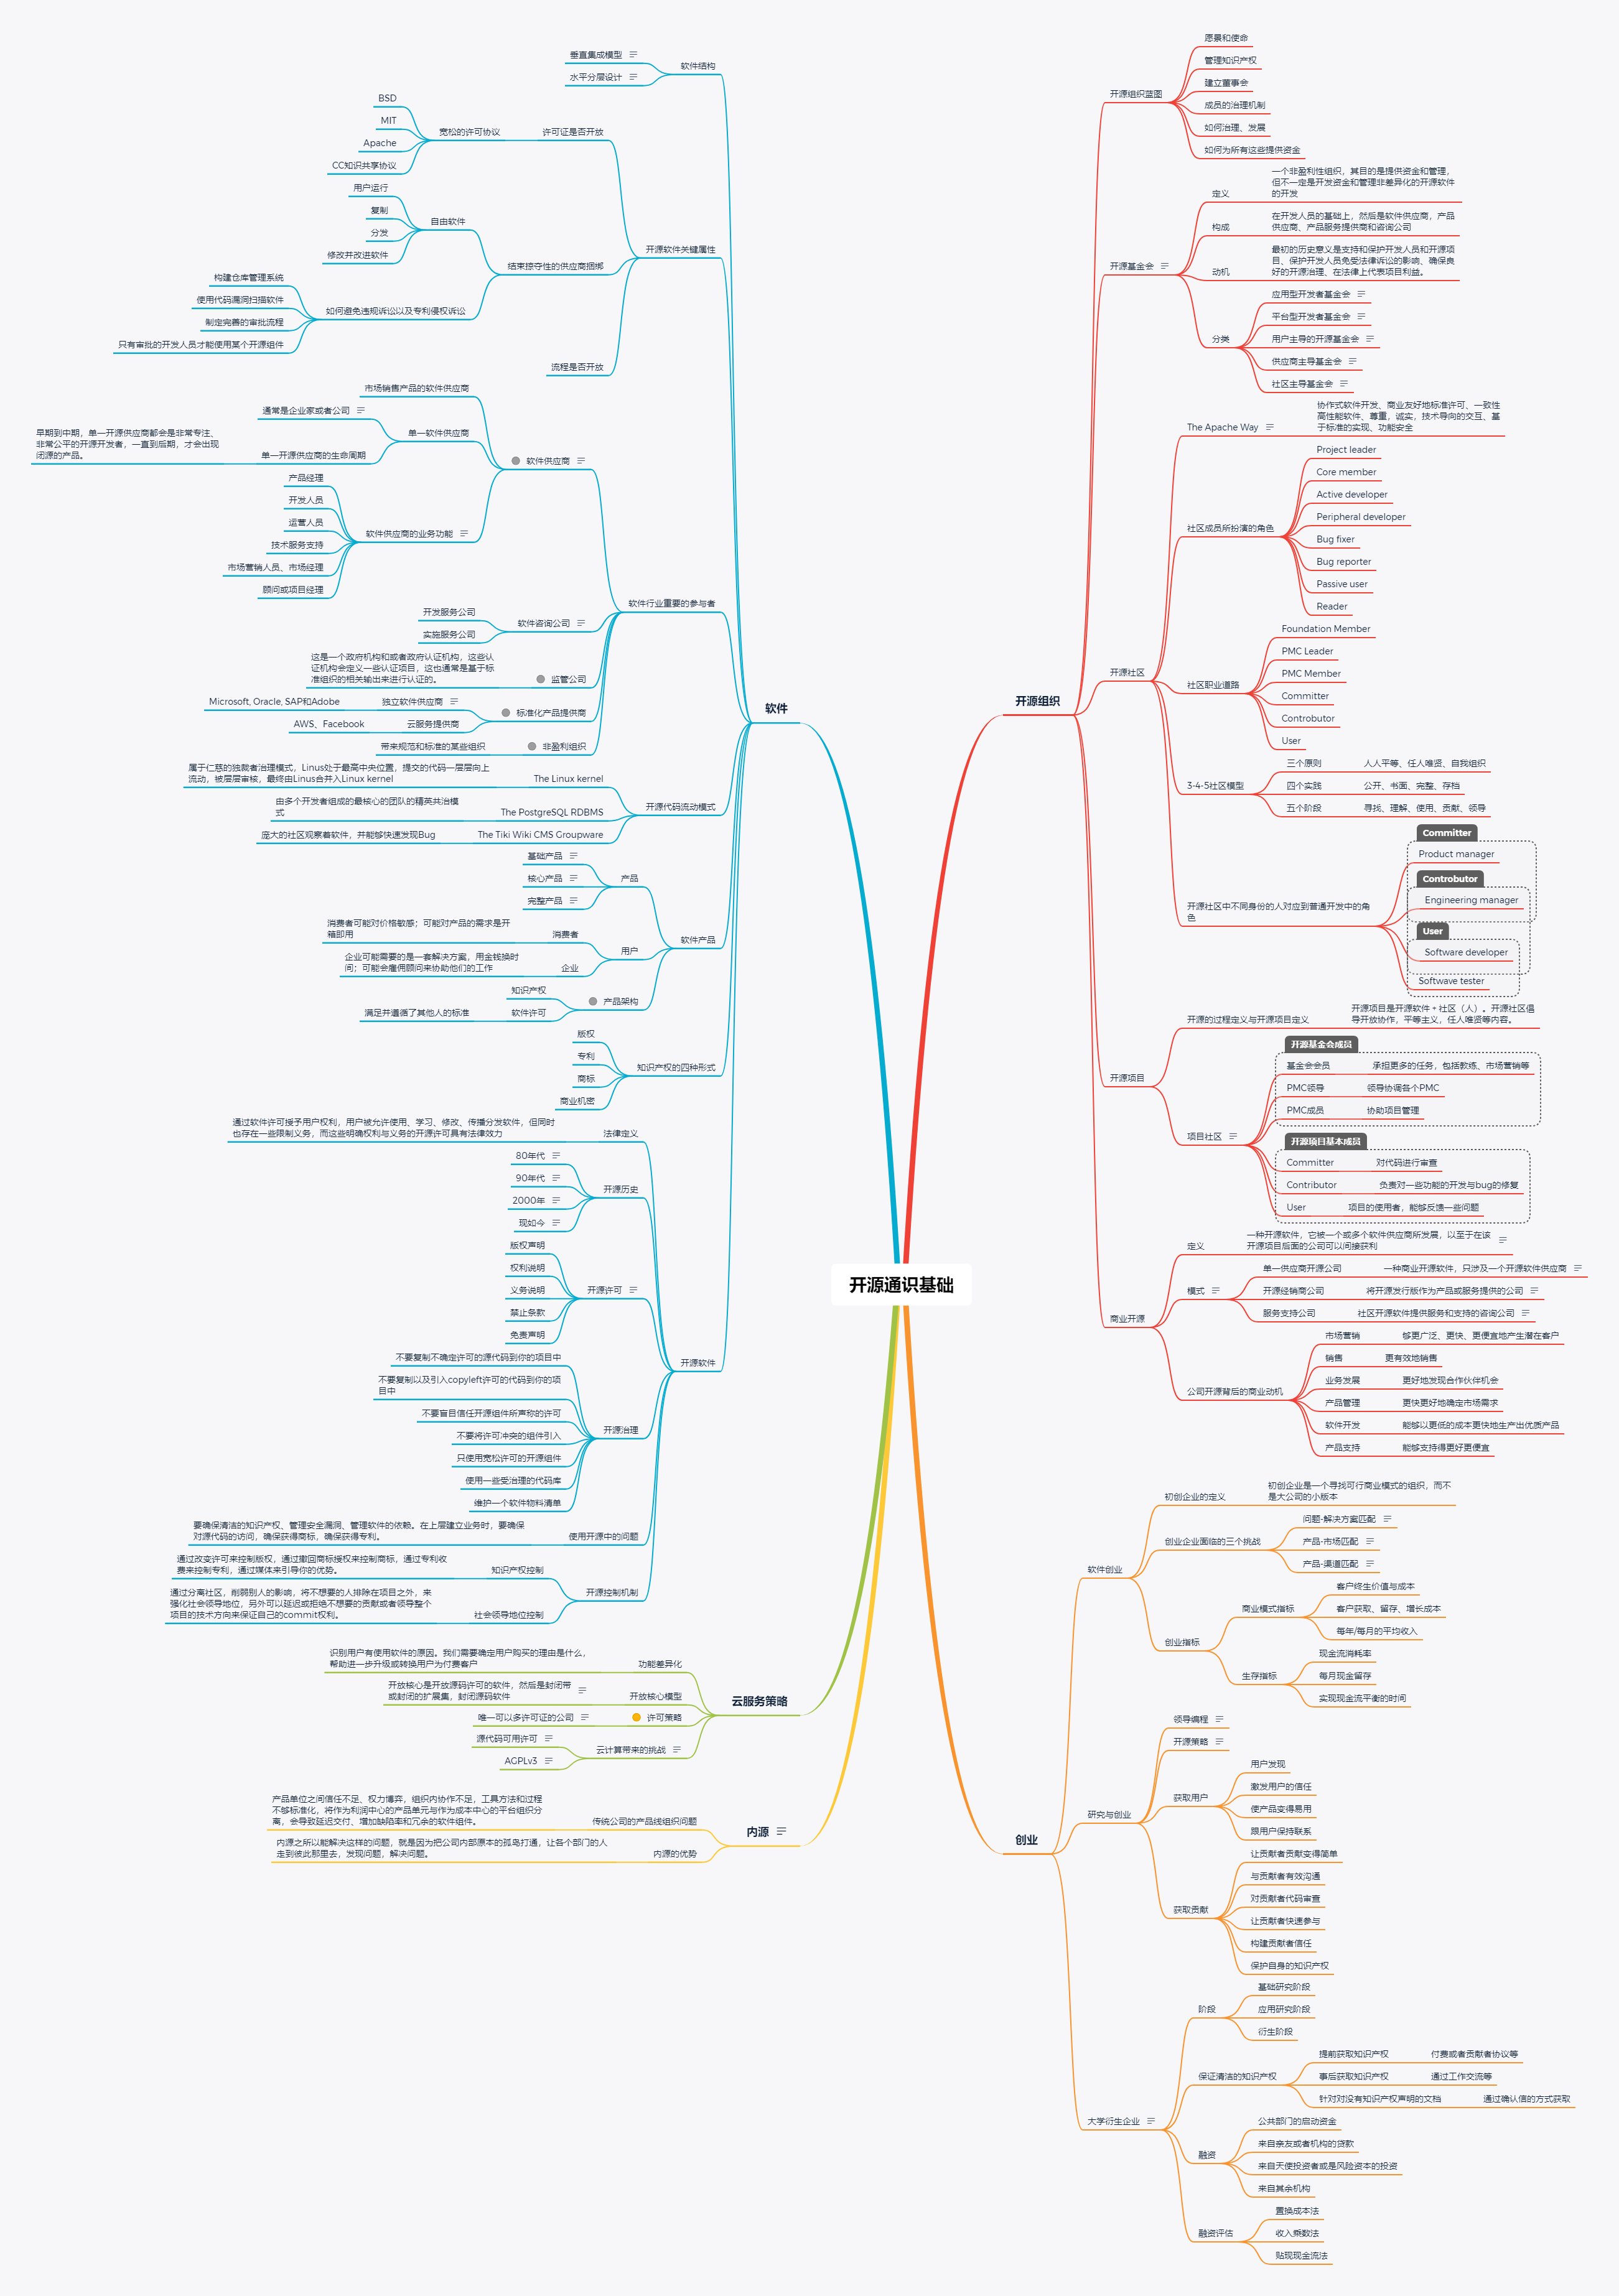 开源通识基础
软件
软件结构
垂直集成模型
水平分层设计
开源软件关键属性
许可证是否开放
宽松的许可协议
BSD
MIT
Apache
CC知识共享协议
结束掠夺性的供应商捆绑
自由软件
用户运行
复制
分发
修改并改进软件
如何避免违规诉讼以及专利侵权诉讼
构建仓库管理系统
使用代码漏洞扫描软件
制定完善的审批流程
只有审批的开发人员才能使用某个开源组件
流程是否开放
软件行业重要的参与者
软件供应商
市场销售产品的软件供应商
单一软件供应商
通常是企业家或者公司
单一开源供应商的生命周期
早期到中期，单一开源供应商都会是非常专注、
非常公平的开源开发者，一直到后期，才会出现
闭源的产品。
软件供应商的业务功能
产品经理
开发人员
运营人员
技术服务支持
市场营销人员、市场经理
顾问或项目经理
软件咨询公司
开发服务公司
实施服务公司
监管公司
这是一个政府机构和或者政府认证机构，这些认
证机构会定义一些认证项目，这也通常是基于标
准组织的相关输出来进行认证的。
标准化产品提供商
独立软件供应商
Microsoft, Oracle, SAP和Adobe
云服务提供商
AWS、Facebook
非盈利组织
带来规范和标准的某些组织
开源代码流动模式
The Linux kernel
属于仁慈的独裁者治理模式，Linus处于最高中央位置，提交的代码一层层向上
流动，被层层审核，最终由Linus合并入Linux kernel
The PostgreSQL RDBMS
由多个开发者组成的最核心的团队的精英共治模
式
The Tiki Wiki CMS Groupware
庞大的社区观察着软件，并能够快速发现Bug
软件产品
产品
基础产品
核心产品
完整产品
用户
消费者
消费者可能对价格敏感；可能对产品的需求是开
箱即用
企业
企业可能需要的是一套解决方案，用金钱换时
间；可能会雇佣顾问来协助他们的工作
产品架构
知识产权
软件许可
满足并遵循了其他人的标准
知识产权的四种形式
版权
专利
商标
商业机密
开源软件
法律定义
通过软件许可授予用户权利，用户被允许使用、学习、修改、传播分发软件，但同时
也存在一些限制义务，而这些明确权利与义务的开源许可具有法律效力
开源历史
80年代
90年代
2000年
现如今
开源许可
版权声明
权利说明
义务说明
禁止条款
免责声明
开源治理
不要复制不确定许可的源代码到你的项目中
不要复制以及引入copyleft许可的代码到你的项
目中
不要盲目信任开源组件所声称的许可
不要将许可冲突的组件引入
只使用宽松许可的开源组件
使用一些受治理的代码库
维护一个软件物料清单
使用开源中的问题
要确保清洁的知识产权、管理安全漏洞、管理软件的依赖。在上层建立业务时，要确保
对源代码的访问，确保获得商标，确保获得专利。
开源控制机制
知识产权控制
通过改变许可来控制版权，通过撤回商标授权来控制商标，通过专利收
费来控制专利，通过媒体来引导你的优势。
社会领导地位控制
通过分离社区，削弱别人的影响，将不想要的人排除在项目之外，来
强化社会领导地位，另外可以延迟或拒绝不想要的贡献或者领导整个
项目的技术方向来保证自己的commit权利。
云服务策略
功能差异化
识别用户有使用软件的原因。我们需要确定用户购买的理由是什么，
帮助进一步升级或转换用户为付费客户
开放核心模型
开放核心是开放源码许可的软件，然后是封闭带
或封闭的扩展集，封闭源码软件
许可策略
唯一可以多许可证的公司
云计算带来的挑战
源代码可用许可
AGPLv3
内源
传统公司的产品线组织问题
产品单位之间信任不足、权力博弈，组织内协作不足，工具方法和过程
不够标准化，将作为利润中心的产品单元与作为成本中心的平台组织分
离，会导致延迟交付、增加缺陷率和冗余的软件组件。
内源的优势
内源之所以能解决这样的问题，就是因为把公司内部原本的孤岛打通，让各个部门的人
走到彼此那里去，发现问题，解决问题。
开源组织
开源组织蓝图
愿景和使命
管理知识产权
建立董事会
成员的治理机制
如何治理、发展
如何为所有这些提供资金
开源基金会
定义
一个非盈利性组织，其目的是提供资金和管理，
但不一定是开发资金和管理非差异化的开源软件
的开发
构成
在开发人员的基础上，然后是软件供应商，产品
供应商、产品服务提供商和咨询公司
动机
最初的历史意义是支持和保护开发人员和开源项
目、保护开发人员免受法律诉讼的影响、确保良
好的开源治理、在法律上代表项目利益。
分类
应用型开发者基金会
平台型开发者基金会
用户主导的开源基金会
供应商主导基金会
社区主导基金会
开源社区
The Apache Way
协作式软件开发、商业友好地标准许可、一致性
高性能软件、尊重，诚实，技术导向的交互、基
于标准的实现、功能安全
社区成员所扮演的角色
Project leader
Core member
Active developer
Peripheral developer
Bug fixer
Bug reporter
Passive user
Reader
社区职业道路
Foundation Member
PMC Leader
PMC Member
Committer
Controbutor
User
3-4-5社区模型
三个原则
人人平等、任人唯贤、自我组织
四个实践
公开、书面、完整、存档
五个阶段
寻找、理解、使用、贡献、领导
开源社区中不同身份的人对应到普通开发中的角
色
Committer
Product manager
Controbutor
Engineering manager
User
Software developer
Softwave tester
开源项目
开源的过程定义与开源项目定义
开源项目是开源软件 + 社区（人）。开源社区倡
导开放协作，平等主义，任人唯贤等内容。
项目社区
开源基金会成员
基金会会员
承担更多的任务，包括教练、市场营销等
PMC领导
领导协调各个PMC
PMC成员
协助项目管理
开源项目基本成员
Committer
对代码进行审查
Contributor
负责对一些功能的开发与bug的修复
User
项目的使用者，能够反馈一些问题
商业开源
定义
一种开源软件，它被一个或多个软件供应商所发展，以至于在该
开源项目后面的公司可以间接获利
模式
单一供应商开源公司
一种商业开源软件，只涉及一个开源软件供应商
开源经销商公司
将开源发行版作为产品或服务提供的公司
服务支持公司
社区开源软件提供服务和支持的咨询公司
公司开源背后的商业动机
市场营销
够更广泛、更快、更便宜地产生潜在客户
销售
更有效地销售
业务发展
更好地发现合作伙伴机会
产品管理
更快更好地确定市场需求
软件开发
能够以更低的成本更快地生产出优质产品
产品支持
能够支持得更好更便宜
创业
软件创业
初创企业的定义
初创企业是一个寻找可行商业模式的组织，而不
是大公司的小版本
创业企业面临的三个挑战
问题-解决方案匹配
产品-市场匹配
产品-渠道匹配
创业指标
商业模式指标
客户终生价值与成本
客户获取、留存、增长成本
每年/每月的平均收入
生存指标
现金流消耗率
每月现金留存
实现现金流平衡的时间
研究与创业
领导编程
开源策略
获取用户
用户发现
激发用户的信任
使产品变得易用
跟用户保持联系
获取贡献
让贡献者贡献变得简单
与贡献者有效沟通
对贡献者代码审查
让贡献者快速参与
构建贡献者信任
保护自身的知识产权
大学衍生企业
阶段
基础研究阶段
应用研究阶段
衍生阶段
保证清洁的知识产权
提前获取知识产权
付费或者贡献者协议等
事后获取知识产权
通过工作交流等
针对对没有知识产权声明的文档
通过确认信的方式获取
融资
公共部门的启动资金
来自亲友或者机构的贷款
来自天使投资者或是风险资本的投资
来自其余机构
融资评估
置换成本法
收入乘数法
贴现现金流法